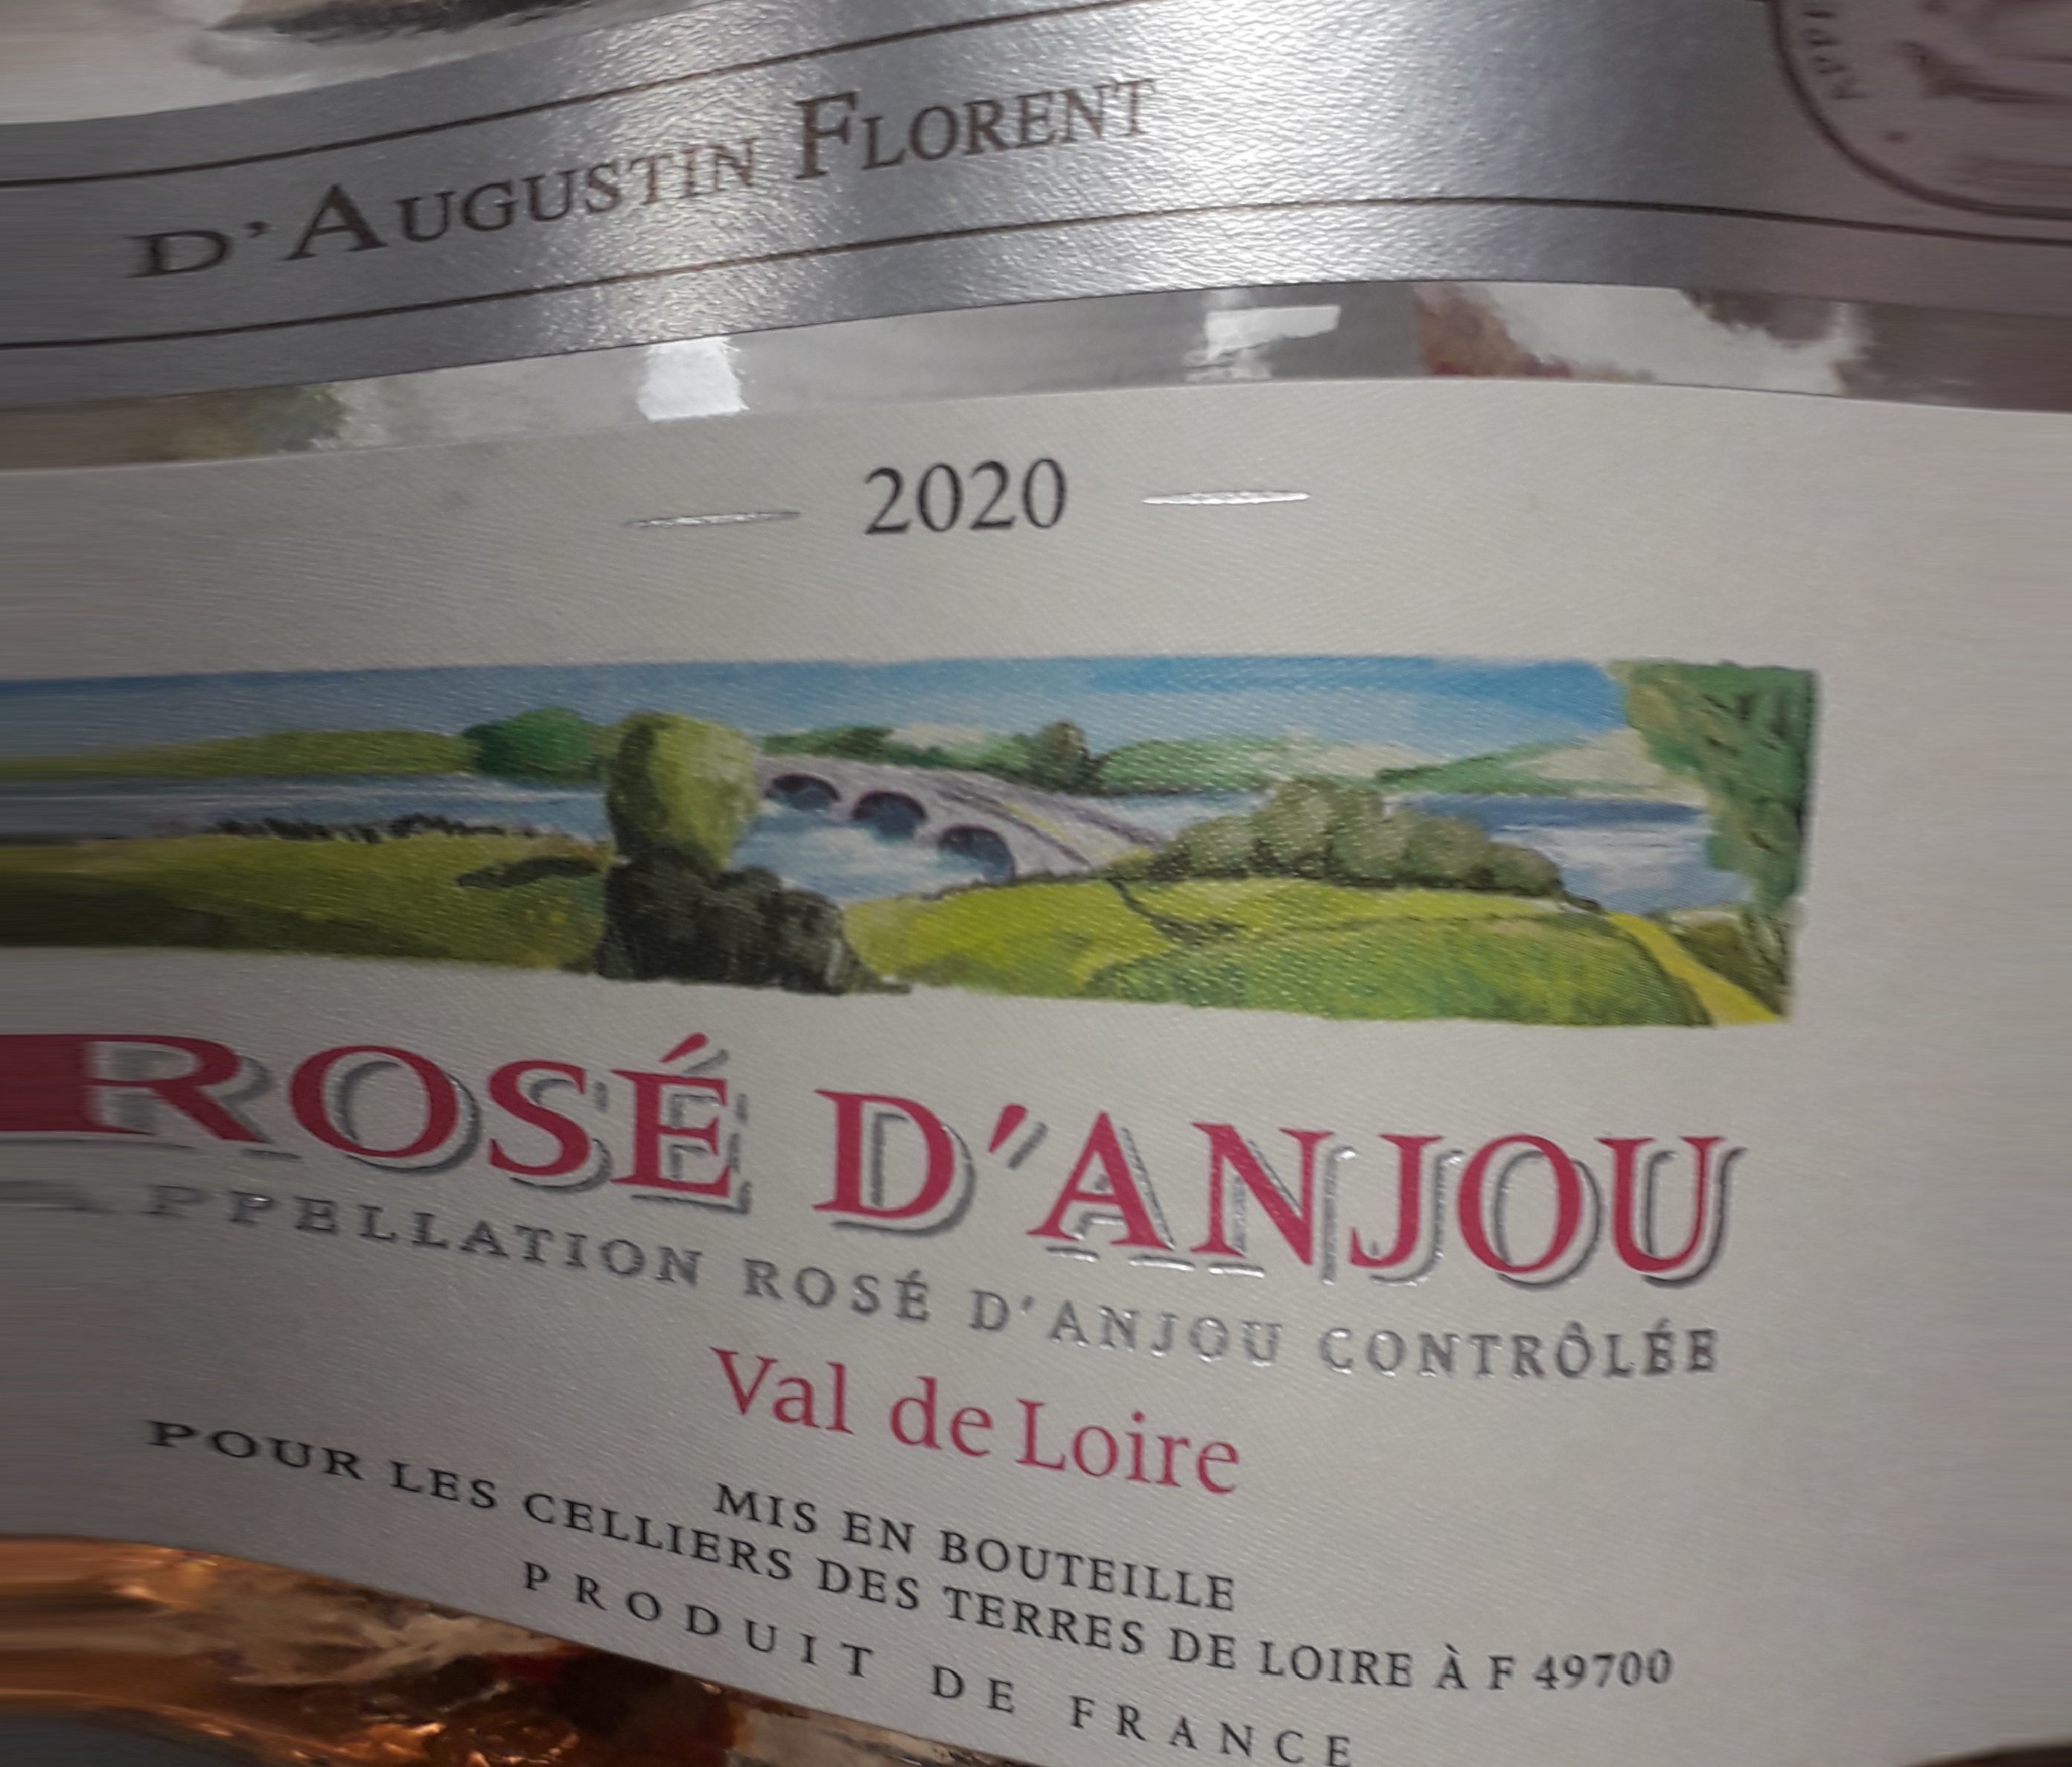 D'AUGUSTIN FLORENT
2020
ROSÉ D'ANJOU
APPELLATION ROSÉ D'ANJOU CONTRÔLÉE
Val de Loire
MIS EN BOUTEILLE
POUR LES CELLIERS DES TERRES DE LOIRE À F 49700
PRODUIT DE FRANCE